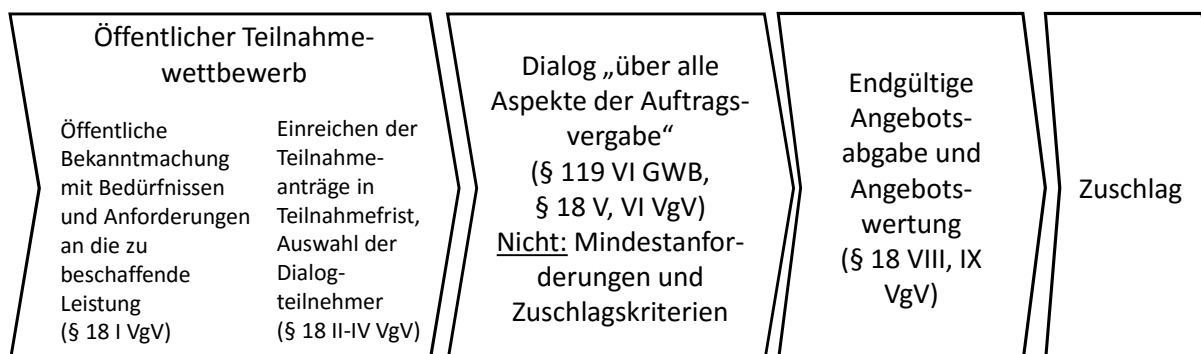 Öffentlicher Teilnahme-
wettbewerb
Öffentliche
Bekanntmachung
mit Bedürfnissen
und Anforderungen
an die zu
beschaffende
Leistung
(§ 18 I VgV)
Einreichen der
Teilnahme-
anträge in
Teilnahmefrist,
Auswahl der
Dialog-
teilnehmer
(§ 18 II-IV VgV)
Dialog „über alle
Aspekte der Auftrags-
vergabe“
(§ 119 VI GWB,
§ 18 V, VI VgV)
Nicht: Mindestanfor-
derungen und
Zuschlagskriterien
Endgültige
Angebots-
abgabe und
Angebots-
wertung
(§ 18 VIII, IX
VgV)
Zuschlag